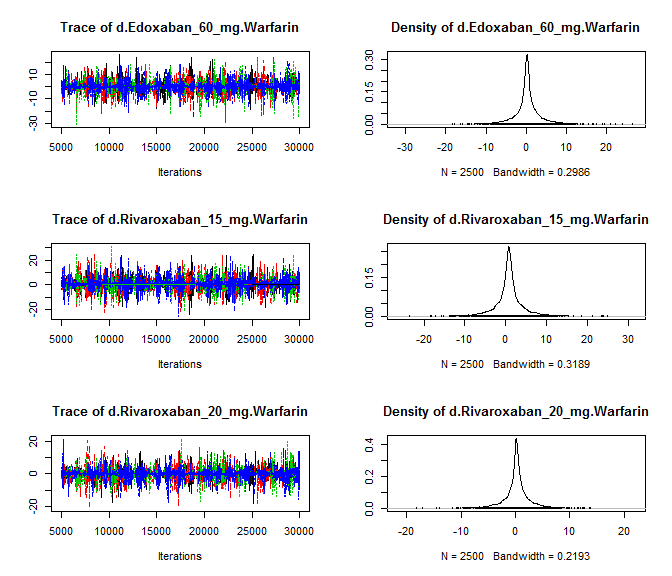 Trace of d.Edoxaban_60_mg.Warfarin
-30 -10 10
5000 10000 15000 20000 25000 30000
Iterations
Density of d.Edoxaban_60_mg.Warfarin
0.00 0.15 0.30
-30 -20 -10 0 10 20
N = 2500 Bandwidth = 0.2986
Trace of d.Rivaroxaban_15_mg.Warfarin
-20 0 20
5000 10000 15000 20000 25000 30000
Iterations
Density of d.Rivaroxaban_15_mg.Warfarin
0.00 0.15
-20 -10 0 10 20 30
N = 2500 Bandwidth = 0.3189
Trace of d.Rivaroxaban_20_mg.Warfarin
-20 0 20
5000 10000 15000 20000 25000 30000
Iterations
Density of d.Rivaroxaban_20_mg.Warfarin
0.0 0.2 0.4
-20 -10 0 10 20
N = 2500 Bandwidth = 0.2193